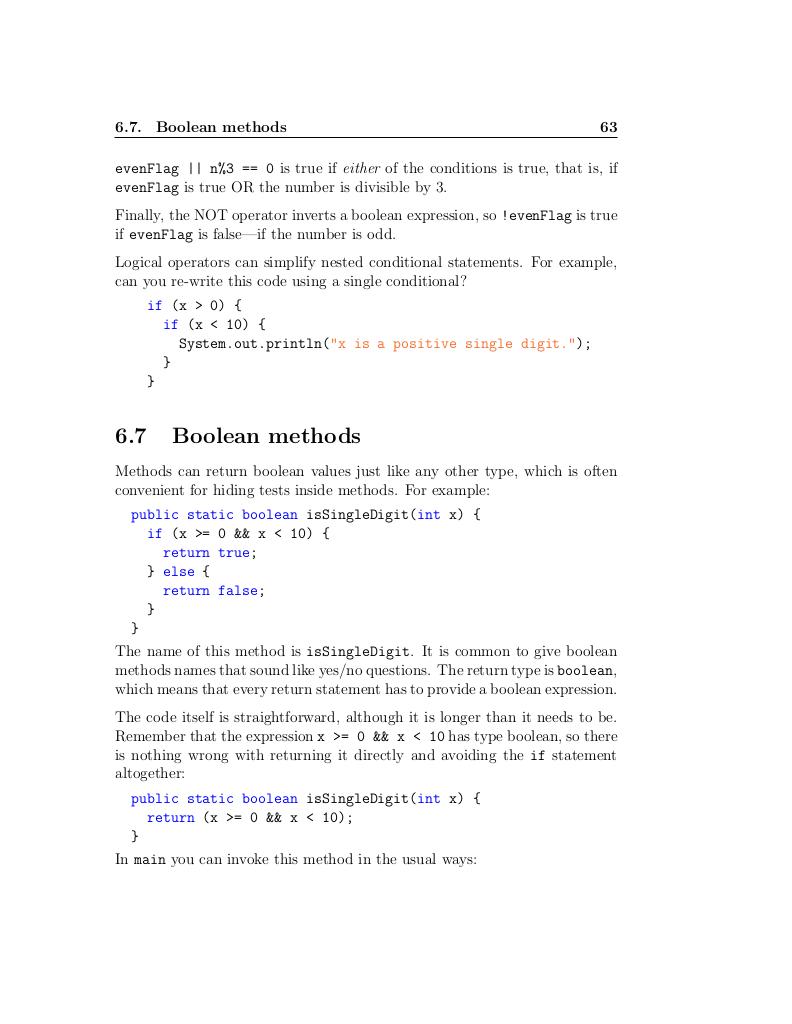 6.7. Boolean methods 63
evenFlag || n%3 == 0 is true if either of the conditions is true, that is, if
evenFlag is true OR the number is divisible by 3.
Finally, the NOT operator inverts a boolean expression, so !evenFlag is true
if evenFlag is false—if the number is odd.
Logical operators can simplify nested conditional statements. For example,
can you re-write this code using a single conditional?
if (x > 0) {
if (x < 10) {
System.out.println("x is a positive single digit.");
}
}
6.7 Boolean methods
Methods can return boolean values just like any other type, which is often
convenient for hiding tests inside methods. For example:
public static boolean isSingleDigit(int x) {
if (x >= 0 && x < 10) {
return true;
} else {
return false;
}
}
The name of this method is isSingleDigit. It is common to give boolean
methods names that sound like yes/no questions. The return type is boolean,
which means that every return statement has to provide a boolean expression.
The code itself is straightforward, although it is longer than it needs to be.
Remember that the expression x >= 0 && x < 10 has type boolean, so there
is nothing wrong with returning it directly and avoiding the if statement
altogether:
public static boolean isSingleDigit(int x) {
return (x >= 0 && x < 10);
}
In main you can invoke this method in the usual ways: